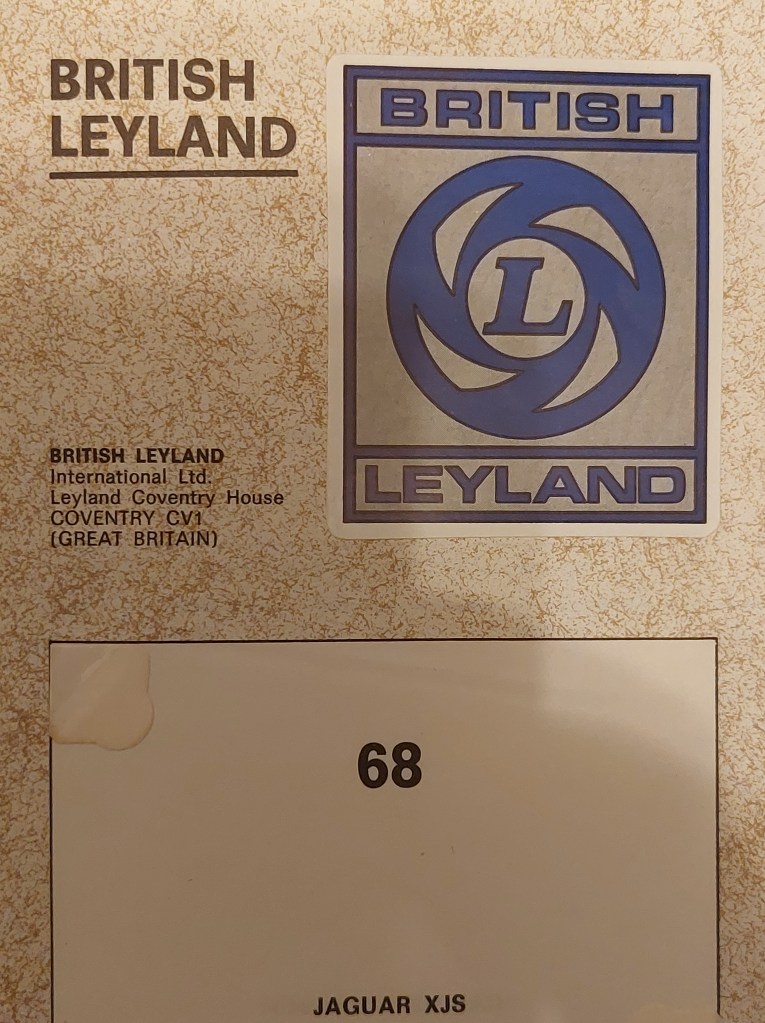 BRITISH
LEYLAND
BRITISH
L
LEYLAND
BRITISH LEYLAND
International Ltd.
Leyland Coventry House
COVENTRY CV1
(GREAT BRITAIN)
68
JAGUAR XJS